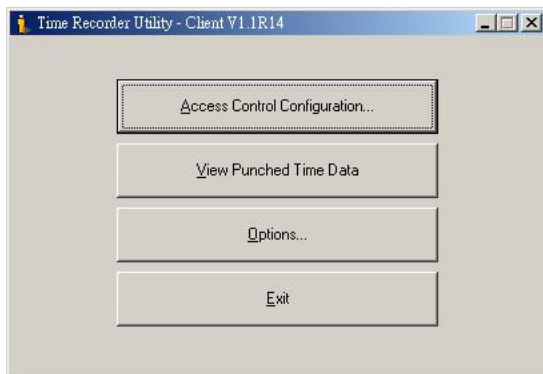 Time Recorder Utility - Client V1.1R14
Access Control Configuration...
View Punched Time Data
Options...
Exit